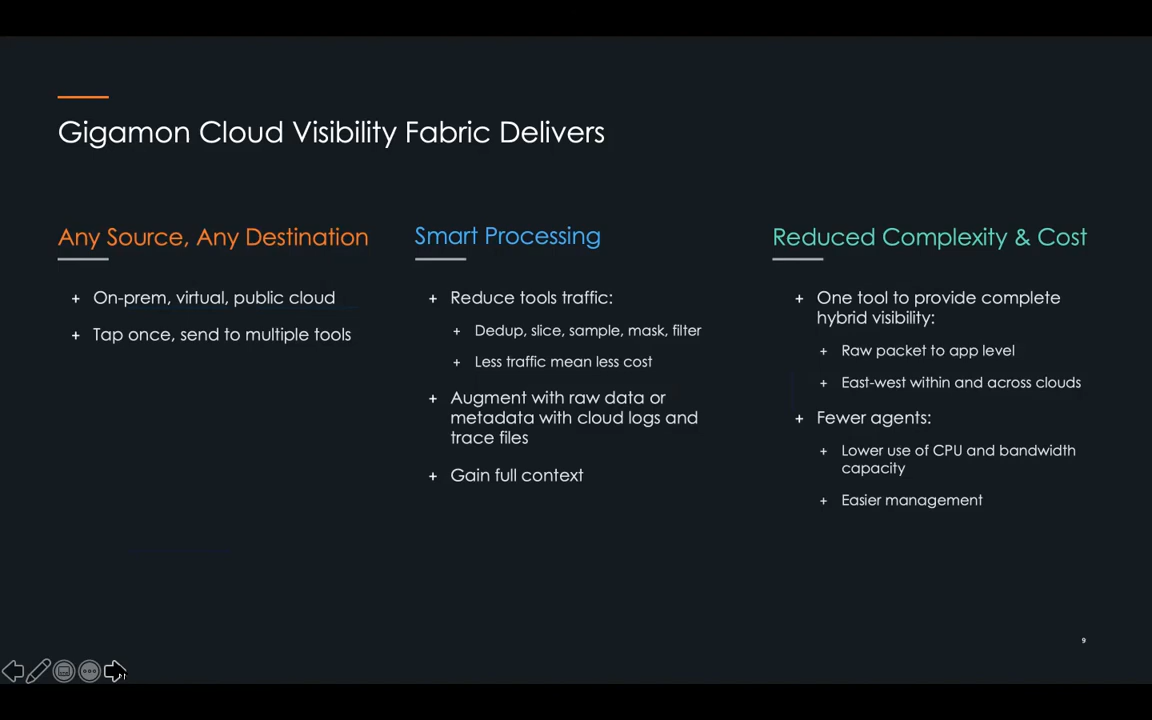 Gigamon Cloud Visibility Fabric Delivers
Any Source, Any Destination
+ On-prem, virtual, public cloud
+ Tap once, send to multiple tools
Smart Processing
+ Reduce tools traffic:
+ Dedup, slice, sample, mask, filter
+ Less traffic mean less cost
+ Augment with raw data or
metadata with cloud logs and
trace files
+ Gain full context
Reduced Complexity & Cost
+ One tool to provide complete
hybrid visibility:
+ Raw packet to app level
+ East-west within and across clouds
+ Fewer agents:
+ Lower use of CPU and bandwidth
capacity
+ Easier management
9